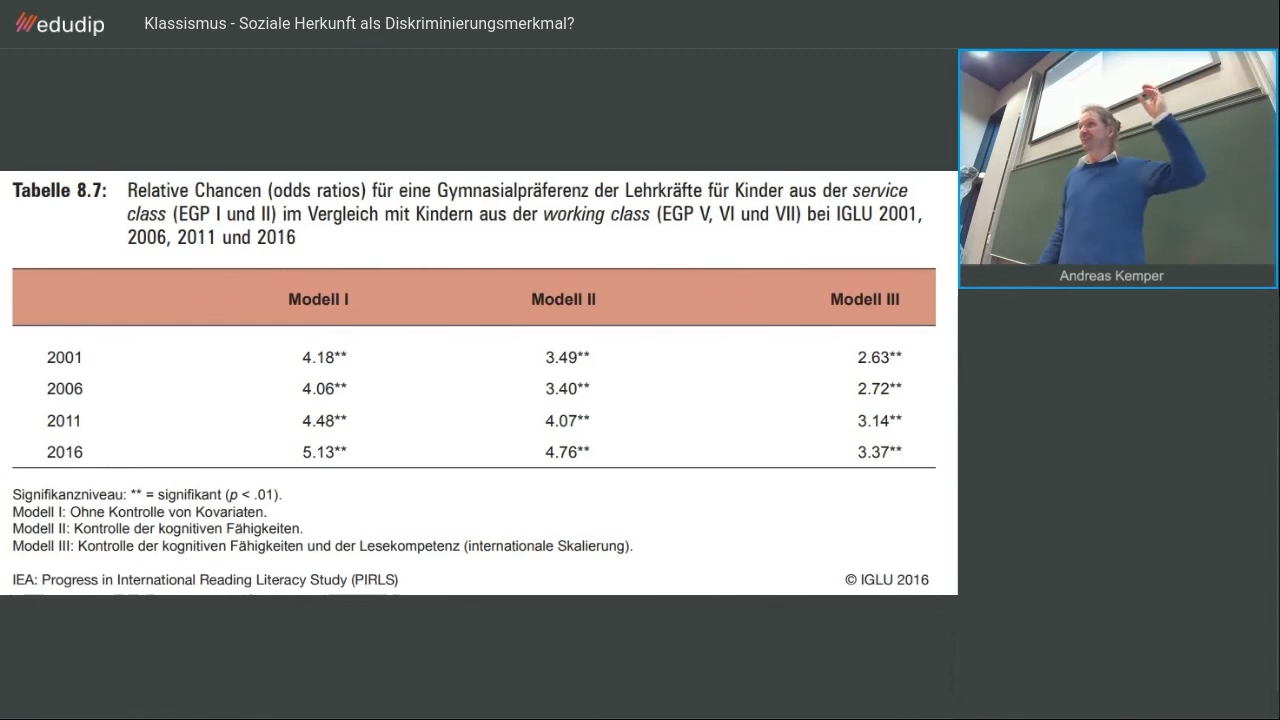 edudip
Klassismus - Soziale Herkunft als Diskriminierungsmerkmal?
Tabelle 8.7: Relative Chancen (odds ratios) für eine Gymnasialpräferenz der Lehrkräfte für Kinder aus der service
class (EGP I und II) im Vergleich mit Kindern aus der working class (EGP V, VI und VII) bei IGLU 2001,
2006, 2011 und 2016
Modell I Modell II Modell III
2001 4.18** 3.49** 2.63**
2006 4.06** 3.40** 2.72**
2011 4.48** 4.07** 3.14**
2016 5.13** 4.76** 3.37**
Signifikanzniveau: ** = signifikant (p < .01).
Modell I: Ohne Kontrolle von Kovariaten.
Modell II: Kontrolle der kognitiven Fähigkeiten.
Modell III: Kontrolle der kognitiven Fähigkeiten und der Lesekompetenz (internationale Skalierung).
IEA: Progress in International Reading Literacy Study (PIRLS) © IGLU 2016
Andreas Kemper